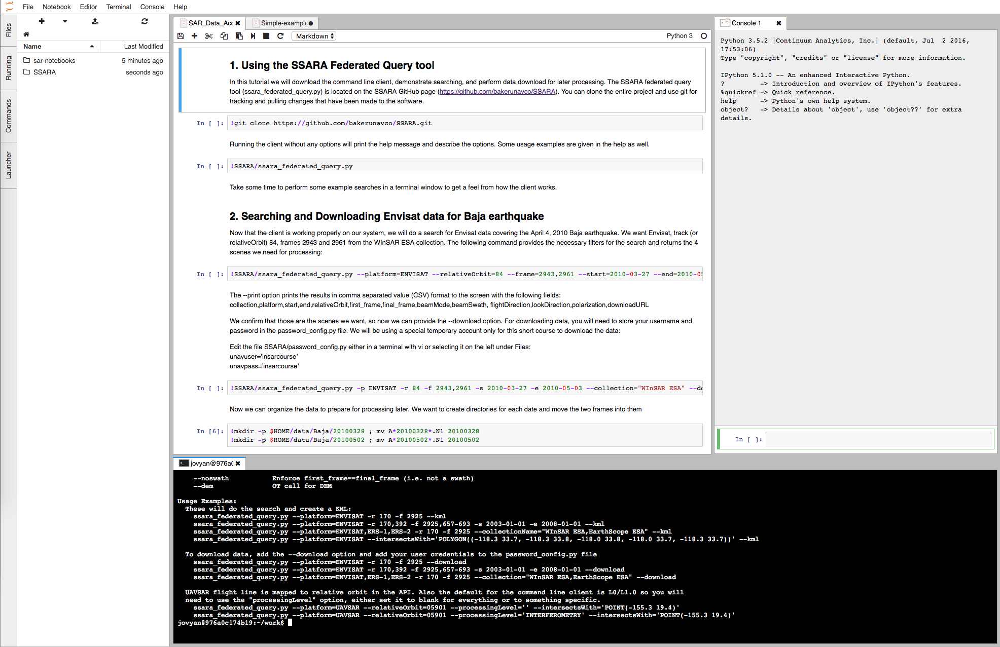 File Notebook Editor Terminal Console Help
Files
Running
Commands
Launcher
Name Last Modified
sar-notebooks 5 minutes ago
SSARA seconds ago
SAR_Data_Acc Simple-example
Markdown Python 3
1. Using the SSARA Federated Query tool
In this tutorial we will download the command line client, demonstrate searching, and perform data download for later processing. The SSARA federated query
tool (ssara_federated_query.py) is located on the SSARA GitHub page (https://github.com/bakerunavco/SSARA). You can clone the entire project and use git for
tracking and pulling changes that have been made to the software.
In [ ]: !git clone https://github.com/bakerunavco/SSARA.git
Running the client without any options will print the help message and describe the options. Some usage examples are given in the help as well.
In [ ]: !SSARA/ssara_federated_query.py
Take some time to perform some example searches in a terminal window to get a feel from how the client works.
2. Searching and Downloading Envisat data for Baja earthquake
Now that the client is working properly on our system, we will do a search for Envisat data covering the April 4, 2010 Baja earthquake. We want Envisat, track (or
relativeOrbit) 84, frames 2943 and 2961 from the WInSAR ESA collection. The following command provides the necessary filters for the search and returns the 4
scenes we need for processing:
In [ ]: !SSARA/ssara_federated_query.py --platform=ENVISAT --relativeOrbit=84 --frame=2943,2961 --start=2010-03-27 --end=2010-05
The --print option prints the results in comma separated value (CSV) format to the screen with the following fields:
collection,platform,start,end,relativeOrbit,first_frame,final_frame,beamMode,beamSwath, flightDirection,lookDirection,polarization,downloadURL
We confirm that those are the scenes we want, so now we can provide the --download option. For downloading data, you will need to store your username and
password in the password_config.py file. We will be using a special temporary account only for this short course to download the data:
Edit the file SSARA/password_config.py either in a terminal with vi or selecting it on the left under Files:
unavuser='insarcourse'
unavpass='insarcourse'
In [ ]: !SSARA/ssara_federated_query.py -p ENVISAT -r 84 -f 2943,2961 -s 2010-03-27 -e 2010-05-03 --collection="WInSAR ESA" --do
Now we can organize the data to prepare for processing later. We want to create directories for each date and move the two frames into them
In [6]: !mkdir -p $HOME/data/Baja/20100328 ; mv A*20100328*.N1 20100328
!mkdir -p $HOME/data/Baja/20100502 ; mv A*20100502*.N1 20100502
Console 1
Python 3.5.2 |Continuum Analytics, Inc.| (default, Jul  2 2016,
17:53:06)
Type "copyright", "credits" or "license" for more information.
IPython 5.1.0 -- An enhanced Interactive Python.
? -> Introduction and overview of IPython's features.
%quickref -> Quick reference.
help -> Python's own help system.
object? -> Details about 'object', use 'object??' for extra
details.
In [ ]:
jovyan@976a0
--noswath Enforce first_frame==final_frame (i.e. not a swath)
--dem OT call for DEM
Usage Examples:
These will do the search and create a KML:
ssara_federated_query.py --platform=ENVISAT -r 170 -f 2925 --kml
ssara_federated_query.py --platform=ENVISAT -r 170,392 -f 2925,657-693 -s 2003-01-01 -e 2008-01-01 --kml
ssara_federated_query.py --platform=ENVISAT,ERS-1,ERS-2 -r 170 -f 2925 --collectionName="WInSAR ESA,EarthScope ESA" --kml
ssara_federated_query.py --platform=ENVISAT --intersectsWith='POLYGON((-118.3 33.7, -118.3 33.8, -118.0 33.8, -118.0 33.7, -118.3 33.7))' --kml
To download data, add the --download option and add your user credentials to the password_config.py file
ssara_federated_query.py --platform=ENVISAT -r 170 -f 2925 --download
ssara_federated_query.py --platform=ENVISAT -r 170,392 -f 2925,657-693 -s 2003-01-01 -e 2008-01-01 --download
ssara_federated_query.py --platform=ENVISAT,ERS-1,ERS-2 -r 170 -f 2925 --collection="WInSAR ESA,EarthScope ESA" --download
UAVSAR flight line is mapped to relative orbit in the API. Also the default for the command line client is L0/L1.0 so you will
need to use the "processingLevel" option, either set it to blank for everything or to something specific.
ssara_federated_query.py --platform=UAVSAR --relativeOrbit=05901 --processingLevel='' --intersectsWith='POINT(-155.3 19.4)'
ssara_federated_query.py --platform=UAVSAR --relativeOrbit=05901 --processingLevel='INTERFEROMETRY' --intersectsWith='POINT(-155.3 19.4)'
jovyan@976a0c174b19:~/work$